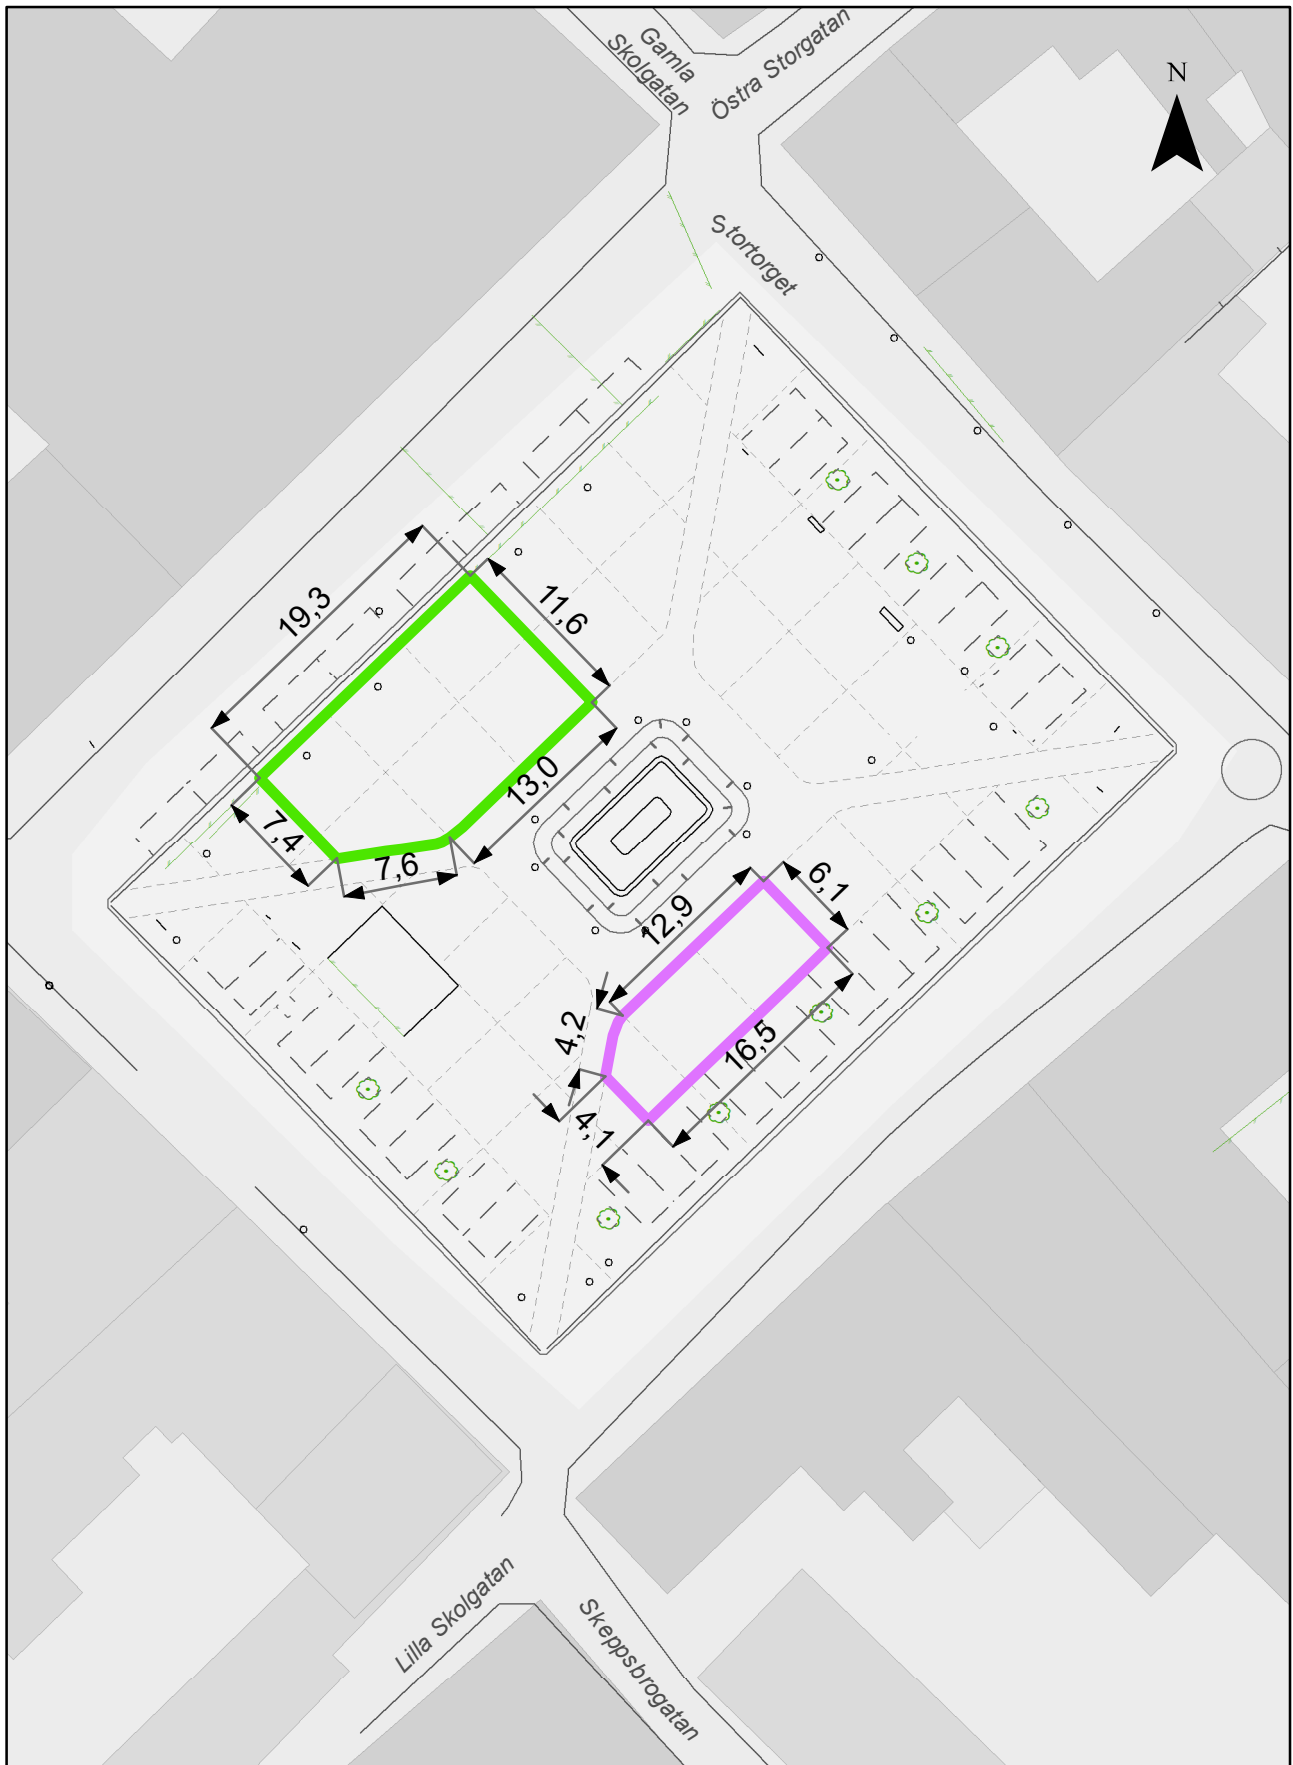 Gamla
Skolgatan
Östra Storgatan
N
Stortorget
19,3
11,6
13,0
7,4
7,6
6,1
12,9
4,2
16,5
4,1
Lilla Skolgatan
Skeppsbrogatan